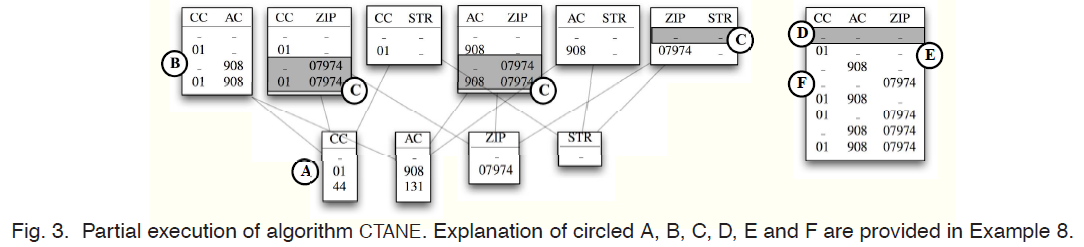 CC AC
_ _
01 _
_ 908
01 908
B
CC ZIP
_ _
01 _
_ 07974
01 07974
C
CC STR
_ _
01 _
AC ZIP
_ _
908 _
_ 07974
908 07974
C
AC STR
_ _
908 _
ZIP STR
_ _
07974 _
C
CC AC ZIP
D
_ _ _
01 _ _
E
_ 908 _
F
_ _ 07974
01 908 _
01 _ 07974
_ 908 07974
01 908 07974
CC
_
A
01
44
AC
_
908
131
ZIP
_
07974
STR
_
Fig. 3. Partial execution of algorithm CTANE. Explanation of circled A, B, C, D, E and F are provided in Example 8.